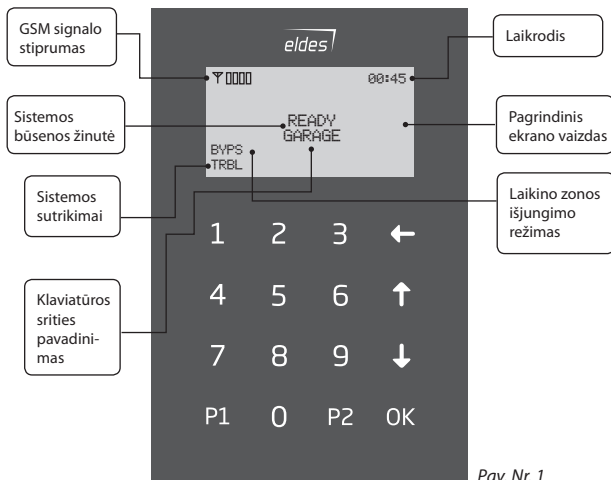 GSM signalo
stiprumas
eldes
Laikrodis
00:45
Sistemos
būsenos žinutė
READY
GARAGE
Pagrindinis
ekrano vaizdas
BYPS
TRBL
Sistemos
sutrikimai
Laikino zonos
išjungimo
režimas
Klaviatūros
srities
pavadini-
mas
1 2 3 ←
4 5 6 ↑
7 8 9 ↓
P1 0 P2 OK
Pav. Nr. 1